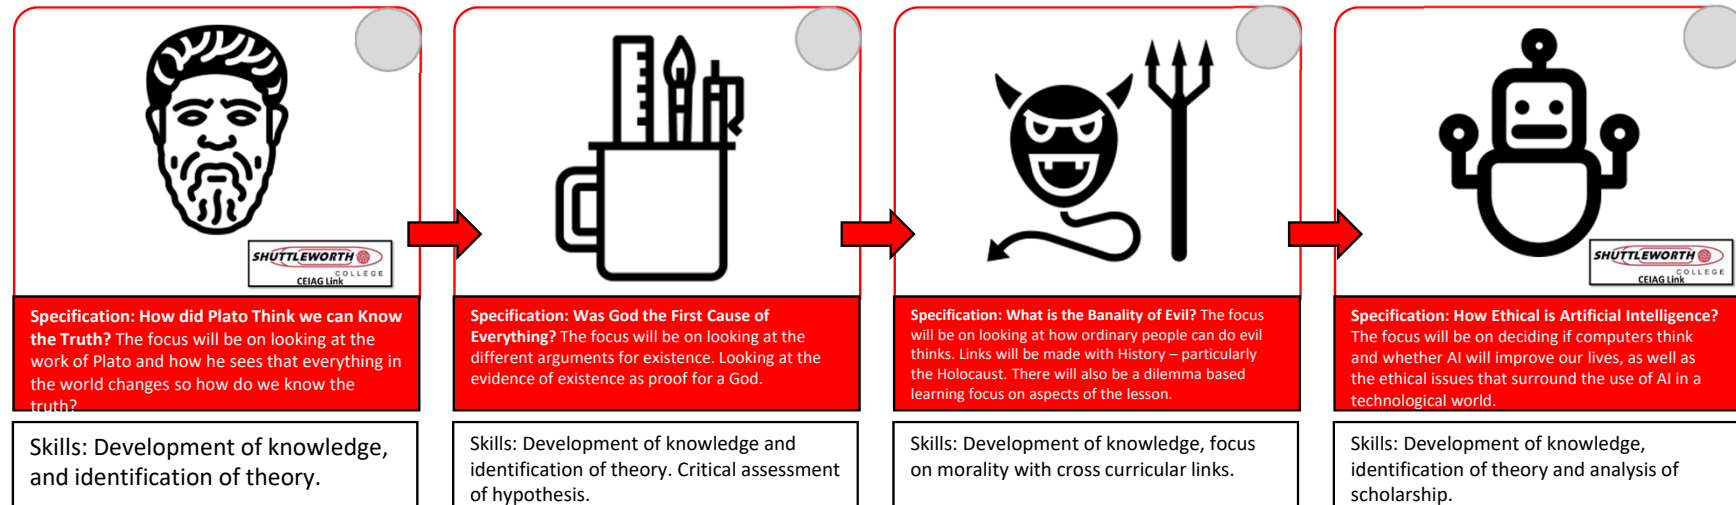 SHUTTLEWORTH
COLLEGE
CEIAG Link
Specification: How did Plato Think we can Know
the Truth? The focus will be on looking at the
work of Plato and how he sees that everything in
the world changes so how do we know the
truth?
Skills: Development of knowledge,
and identification of theory.
Specification: Was God the First Cause of
Everything? The focus will be on looking at the
different arguments for existence. Looking at the
evidence of existence as proof for a God.
Skills: Development of knowledge and
identification of theory. Critical assessment
of hypothesis.
Specification: What is the Banality of Evil? The focus
will be on looking at how ordinary people can do evil
thinks. Links will be made with History – particularly
the Holocaust. There will also be a dilemma based
learning focus on aspects of the lesson.
Skills: Development of knowledge, focus
on morality with cross curricular links.
SHUTTLEWORTH
COLLEGE
CEIAG Link
Specification: How Ethical is Artificial Intelligence?
The focus will be on deciding if computers think
and whether AI will improve our lives, as well as
the ethical issues that surround the use of AI in a
technological world.
Skills: Development of knowledge,
identification of theory and analysis of
scholarship.